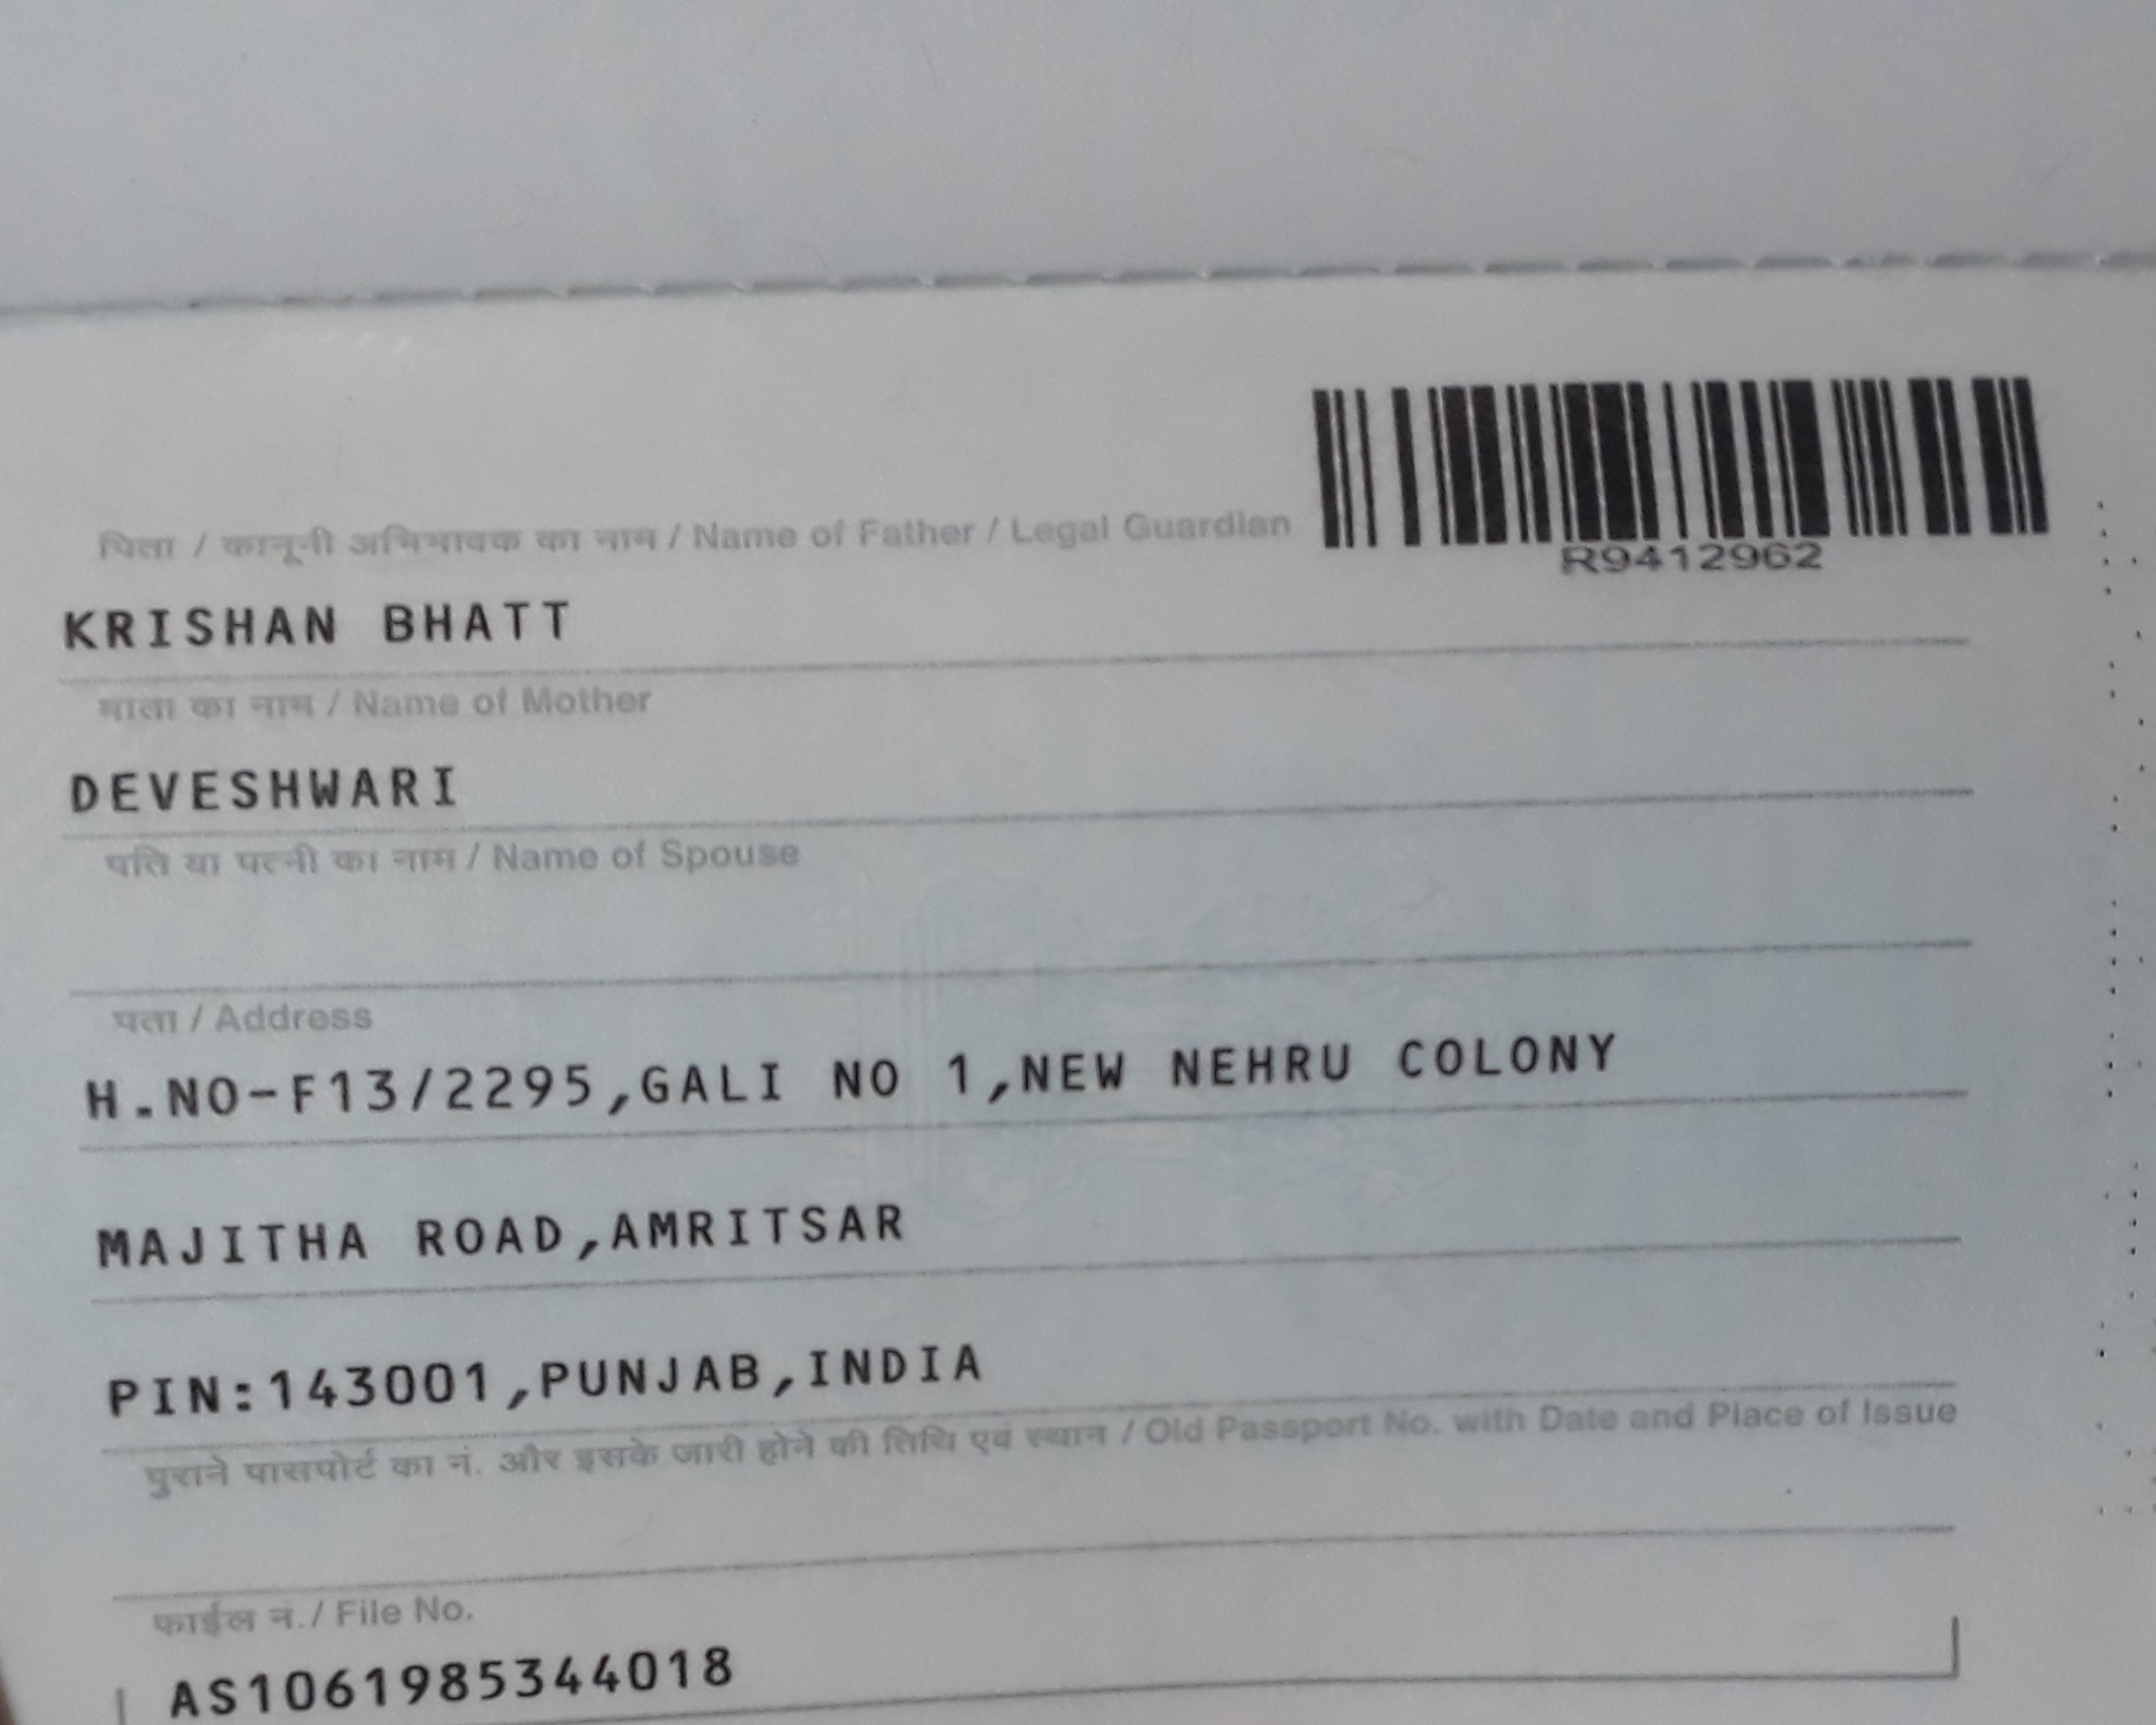 पिता / कानूनी अभिभावक का नाम / Name of Father / Legal Guardian
R9412962
KRISHAN BHATT
माता का नाम / Name of Mother
DEVESHWARI
पति या पत्नी का नाम / Name of Spouse
पता / Address
H.NO-F13/2295,GALI NO 1,NEW NEHRU COLONY
MAJITHA ROAD,AMRITSAR
PIN:143001,PUNJAB,INDIA
पुराने पासपोर्ट का नं. और इसके जारी होने की तिथि एवं स्थान / Old Passport No. with Date and Place of Issue
फाईल नं./ File No.
AS1061985344018